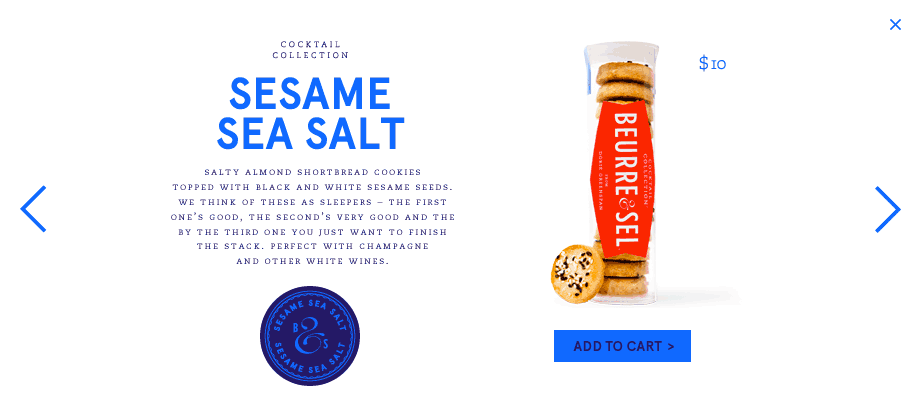 COCKTAIL
COLLECTION
SESAME
SEA SALT
SALTY ALMOND SHORTBREAD COOKIES
TOPPED WITH BLACK AND WHITE SESAME SEEDS.
WE THINK OF THESE AS SLEEPERS – THE FIRST
ONE'S GOOD, THE SECOND'S VERY GOOD AND THE
BY THE THIRD ONE YOU JUST WANT TO FINISH
THE STACK. PERFECT WITH CHAMPAGNE
AND OTHER WHITE WINES.
SESAME SEA SALT
B & S
SESAME SEA SALT
$10
COCKTAIL
COLLECTION
BEURRE & SEL
FROM
DORIE GREENSPAN
ADD TO CART >